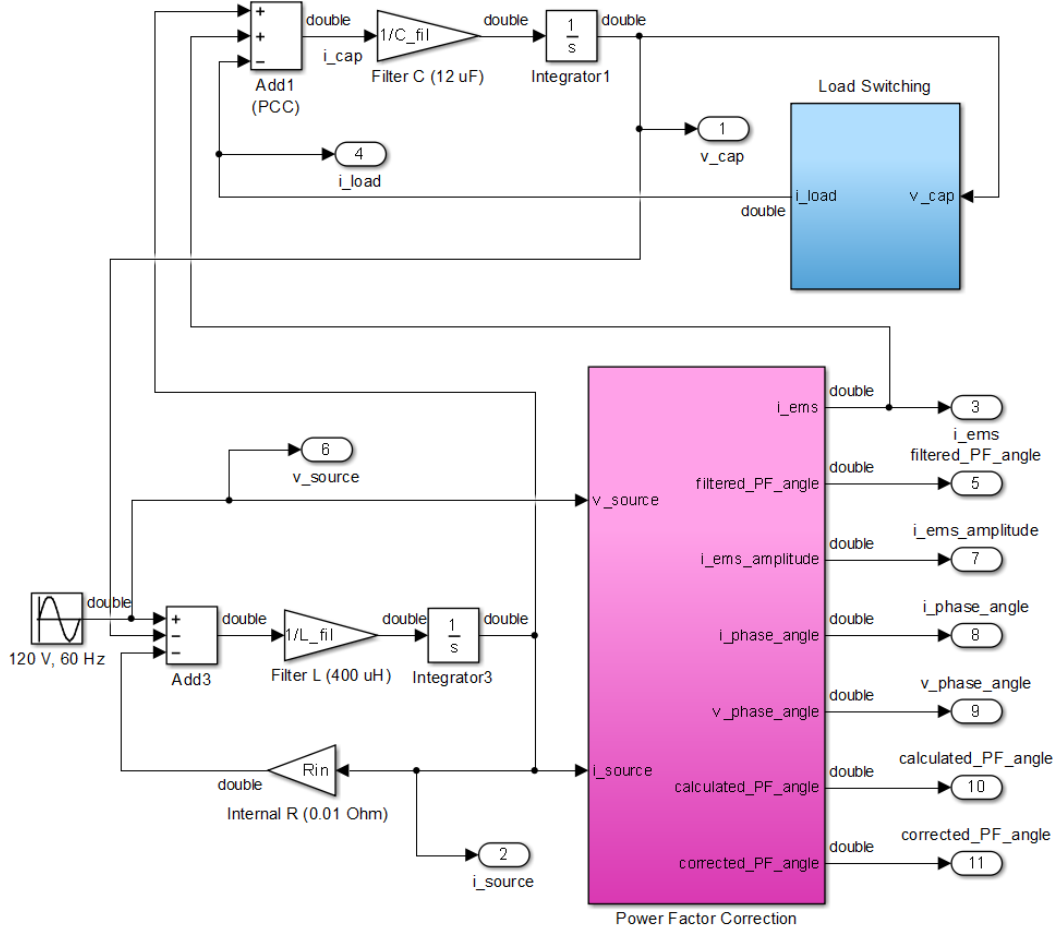 +
+
−
Add1
(PCC)
double
i_cap
1/C_fil
Filter C (12 uF)
double
1
s
Integrator1
double
Load Switching
1
v_cap
4
i_load
i_load
v_cap
double
double
i_ems
3
i_ems
filtered_PF_angle
6
v_source
filtered_PF_angle
double
5
v_source
i_ems_amplitude
i_ems_amplitude
double
7
double
+
−
−
Add3
120 V, 60 Hz
double
1/L_fil
Filter L (400 uH)
double
1
s
Integrator3
double
i_phase_angle
i_phase_angle
double
8
v_phase_angle
v_phase_angle
double
9
Rin
double
Internal R (0.01 Ohm)
i_source
calculated_PF_angle
calculated_PF_angle
double
10
2
i_source
corrected_PF_angle
corrected_PF_angle
double
11
Power Factor Correction